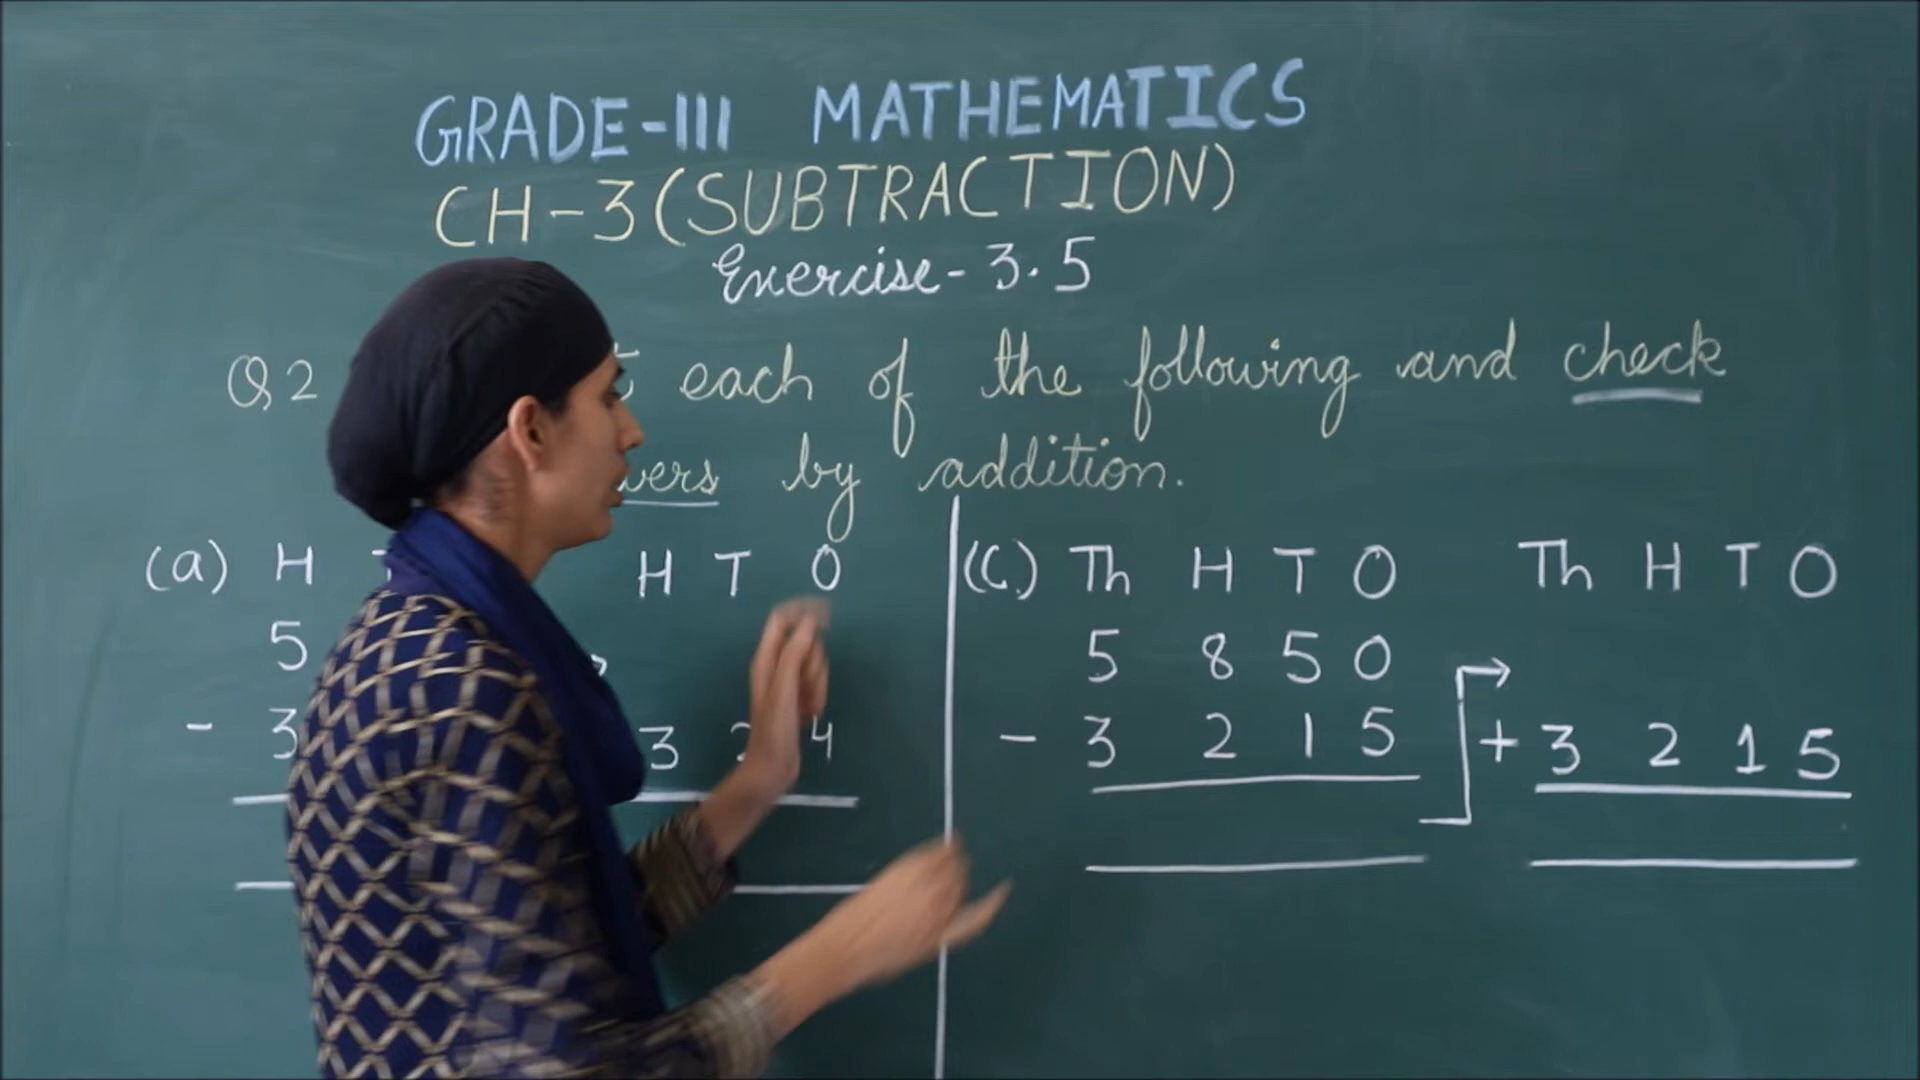 GRADE-III MATHEMATICS
CH-3 (SUBTRACTION)
Exercise-3.5
Q2 each of the following and check
by addition.
(a) H H T O
5
- 3 3 2 4
(C) Th H T O Th H T O
5 8 5 0
- 3 2 1 5 + 3 2 1 5